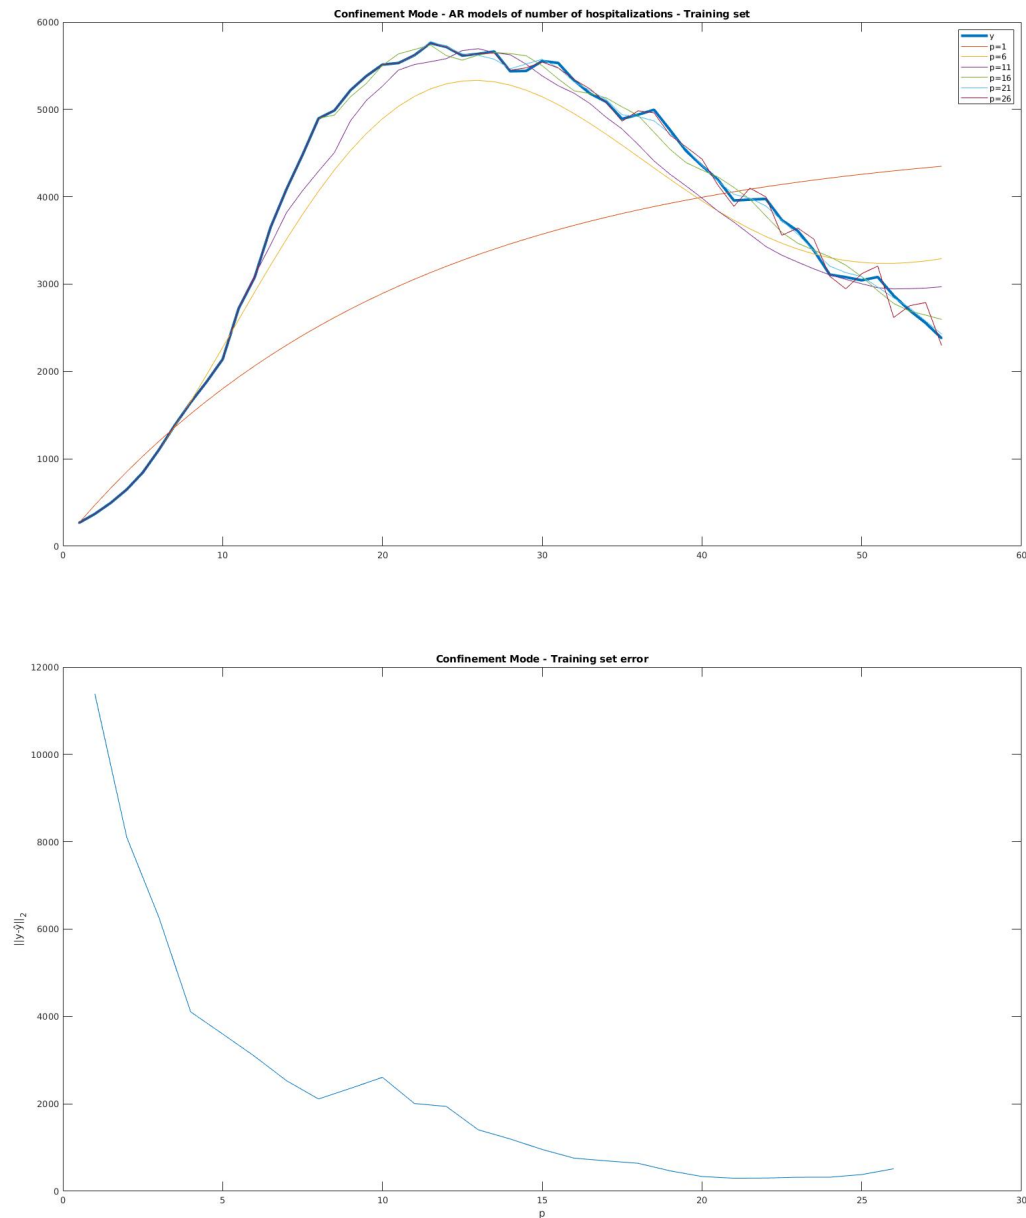 Confinement Mode - AR models of number of hospitalizations - Training set
6000
5000
4000
3000
2000
1000
0
0 10 20 30 40 50 60
y
p=1
p=6
p=11
p=16
p=21
p=26
Confinement Mode - Training set error
12000
10000
8000
6000
4000
2000
0
||y-ŷ||₂
0 5 10 15 20 25 30
p